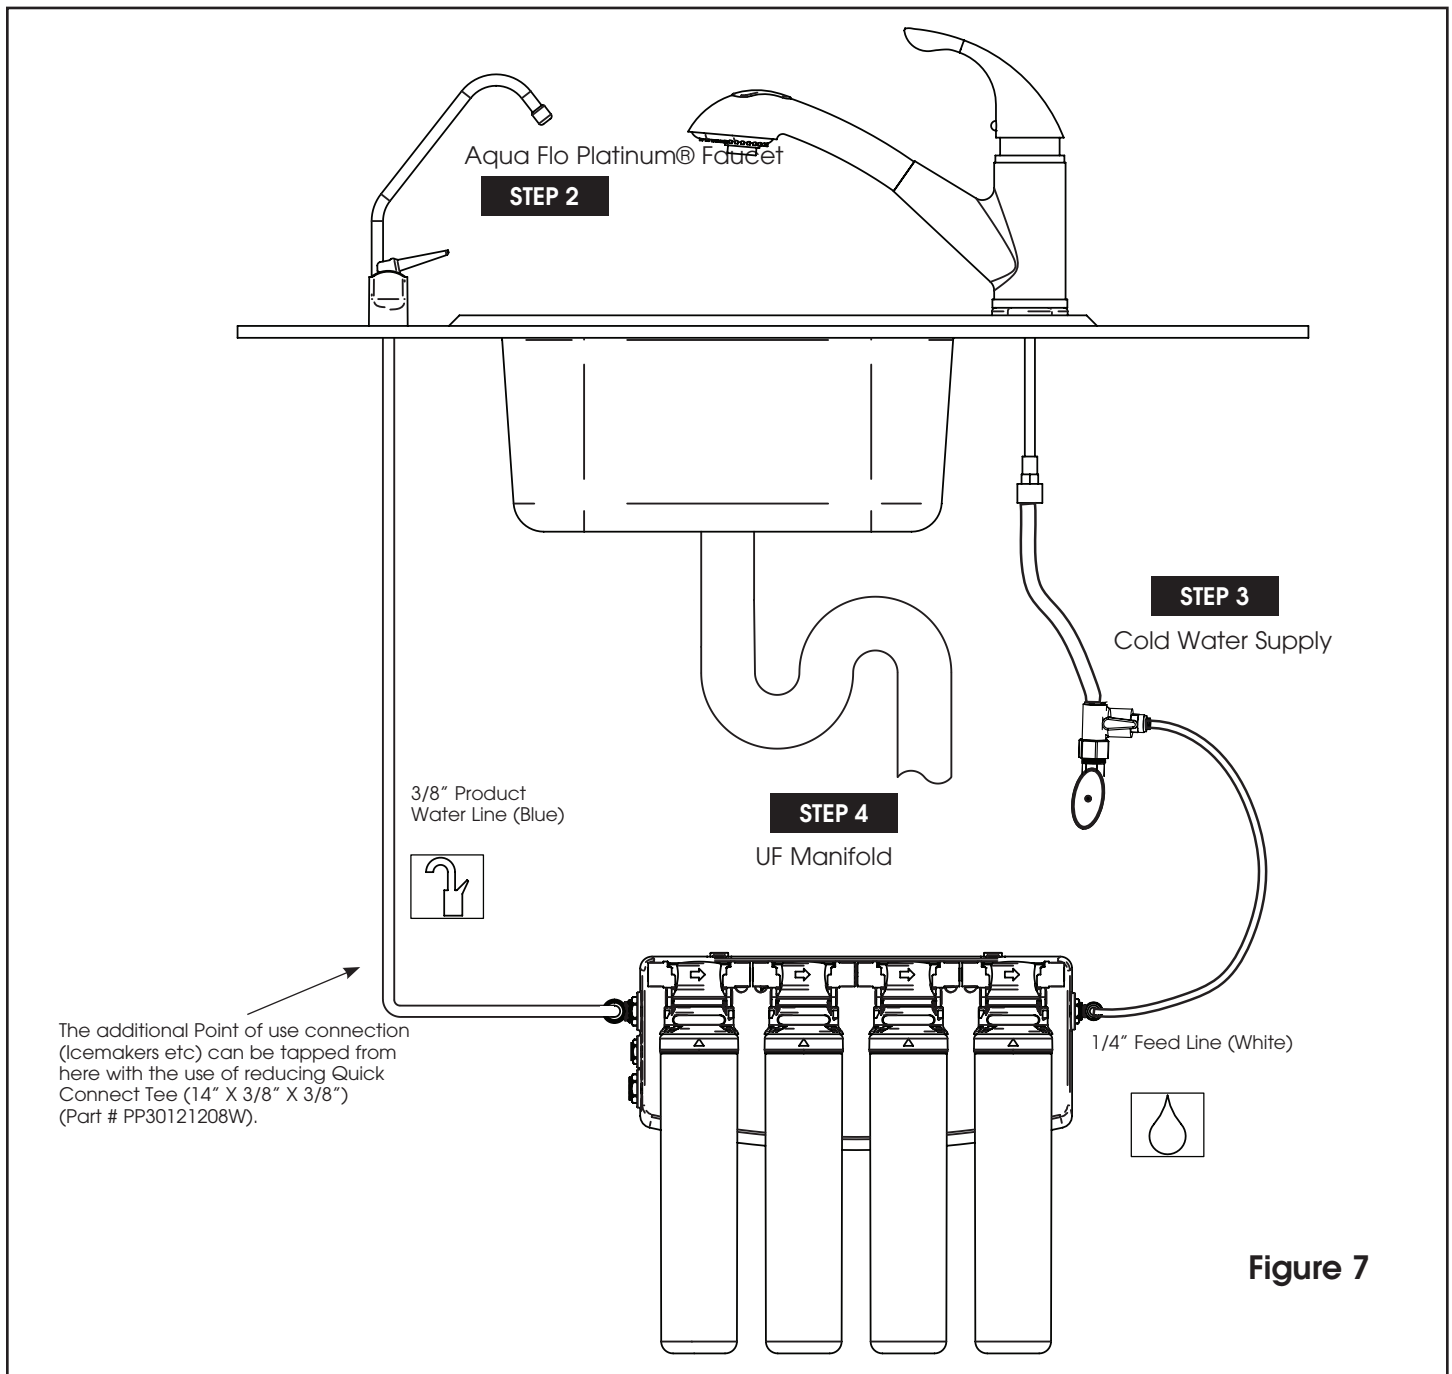 Aqua Flo Platinum® Faucet
STEP 2
STEP 3
Cold Water Supply
3/8” Product
Water Line (Blue)
STEP 4
UF Manifold
The additional Point of use connection
(Icemakers etc) can be tapped from
here with the use of reducing Quick
Connect Tee (14” X 3/8” X 3/8”)
(Part # PP30121208W).
1/4” Feed Line (White)
Figure 7